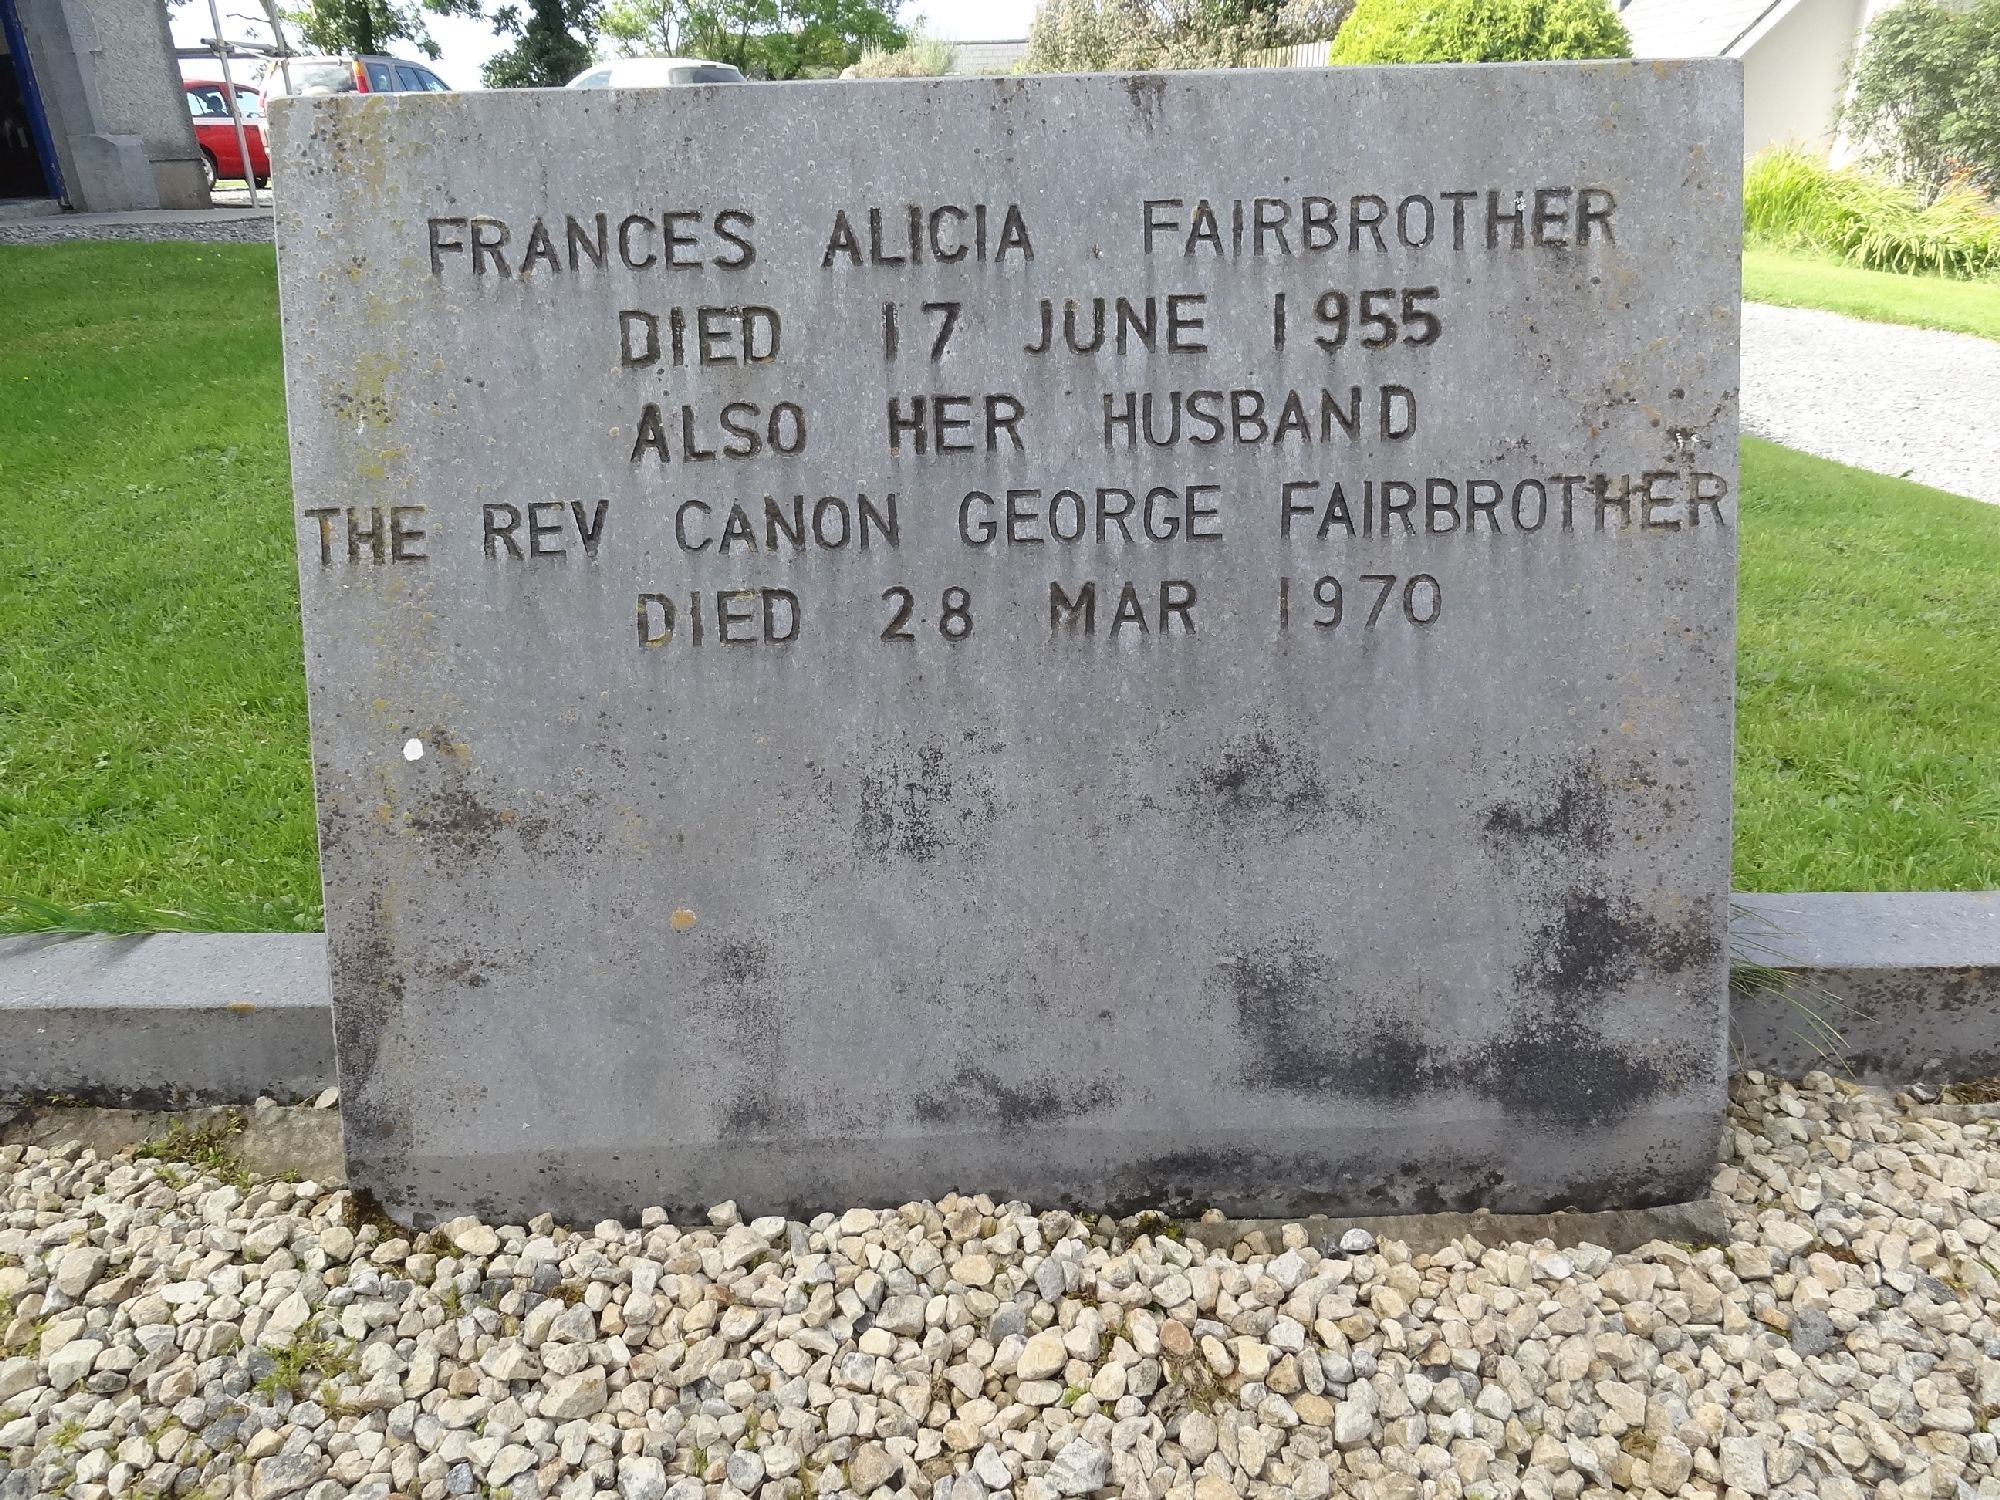 FRANCES ALICIA FAIRBROTHER
DIED 17 JUNE 1955
ALSO HER HUSBAND
THE REV CANON GEORGE FAIRBROTHER
DIED 28 MAR 1970